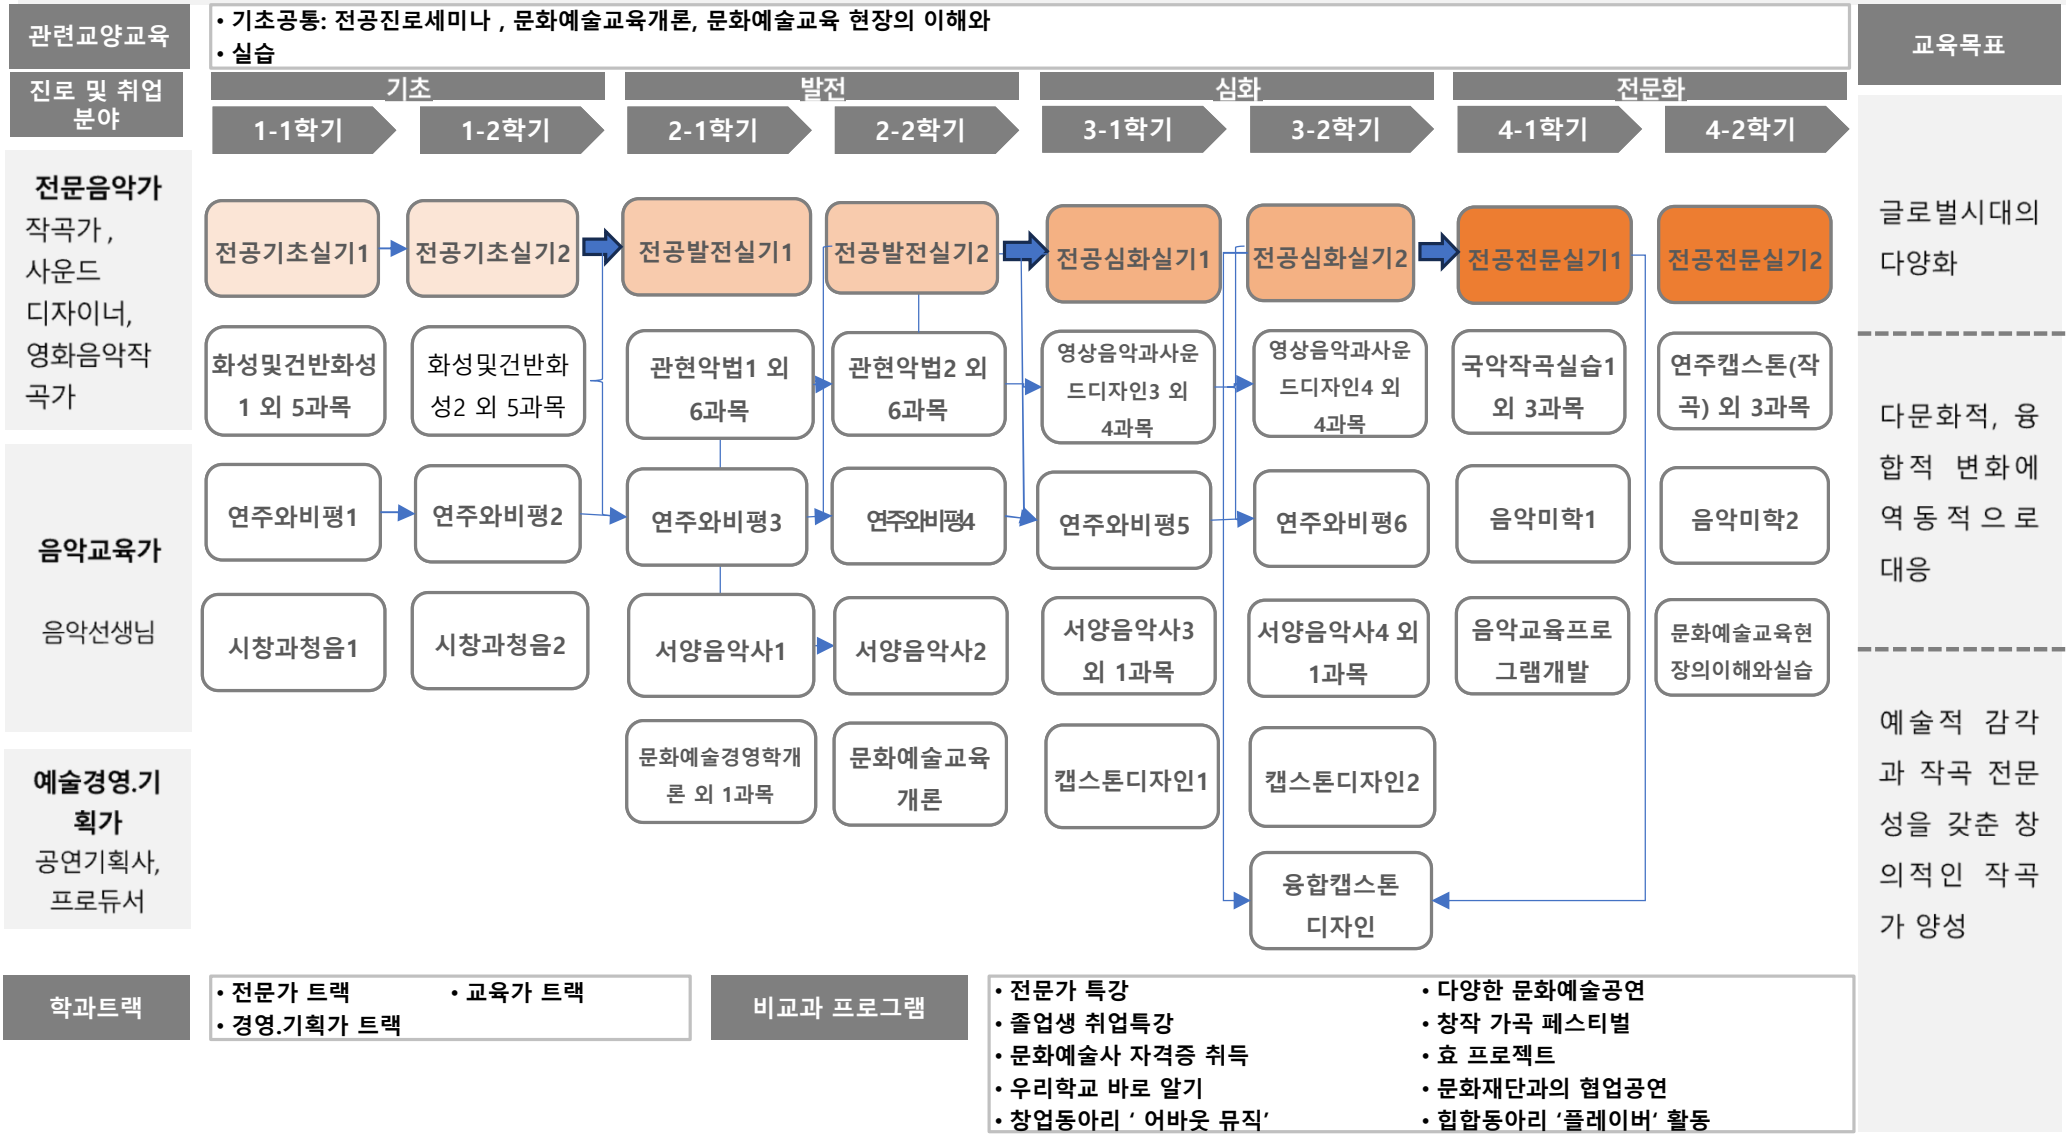 관련교양교육
• 기초공통: 전공진로세미나 , 문화예술교육개론, 문화예술교육 현장의 이해와
• 실습
교육목표
진로 및 취업
분야
기초
발전
심화
전문화
1-1학기
1-2학기
2-1학기
2-2학기
3-1학기
3-2학기
4-1학기
4-2학기
전문음악가
작곡가 ,
사운드
디자이너,
영화음악작
곡가
음악교육가
음악선생님
예술경영.기
획가
공연기획사,
프로듀서
전공기초실기1
전공기초실기2
전공발전실기1
전공발전실기2
전공심화실기1
전공심화실기2
전공전문실기1
전공전문실기2
화성및건반화성
1 외 5과목
화성및건반화
성2 외 5과목
관현악법1 외
6과목
관현악법2 외
6과목
영상음악과사운
드디자인3 외
4과목
영상음악과사운
드디자인4 외
4과목
국악작곡실습1
외 3과목
연주캡스톤(작
곡) 외 3과목
연주와비평1
연주와비평2
연주와비평3
연주와비평4
연주와비평5
연주와비평6
음악미학1
음악미학2
시창과청음1
시창과청음2
서양음악사1
서양음악사2
서양음악사3
외 1과목
서양음악사4 외
1과목
음악교육프로
그램개발
문화예술교육현
장의이해와실습
문화예술경영학개
론 외 1과목
문화예술교육
개론
캡스톤디자인1
캡스톤디자인2
융합캡스톤
디자인
글로벌시대의
다양화
다문화적, 융
합적 변화에
역동적으로
대응
예술적 감각
과 작곡 전문
성을 갖춘 창
의적인 작곡
가 양성
학과트랙
• 전문가 트랙
• 교육가 트랙
• 경영.기획가 트랙
비교과 프로그램
• 전문가 특강
• 졸업생 취업특강
• 문화예술사 자격증 취득
• 우리학교 바로 알기
• 창업동아리 ‘ 어바웃 뮤직’
• 다양한 문화예술공연
• 창작 가곡 페스티벌
• 효 프로젝트
• 문화재단과의 협업공연
• 힙합동아리 ‘플레이버‘ 활동